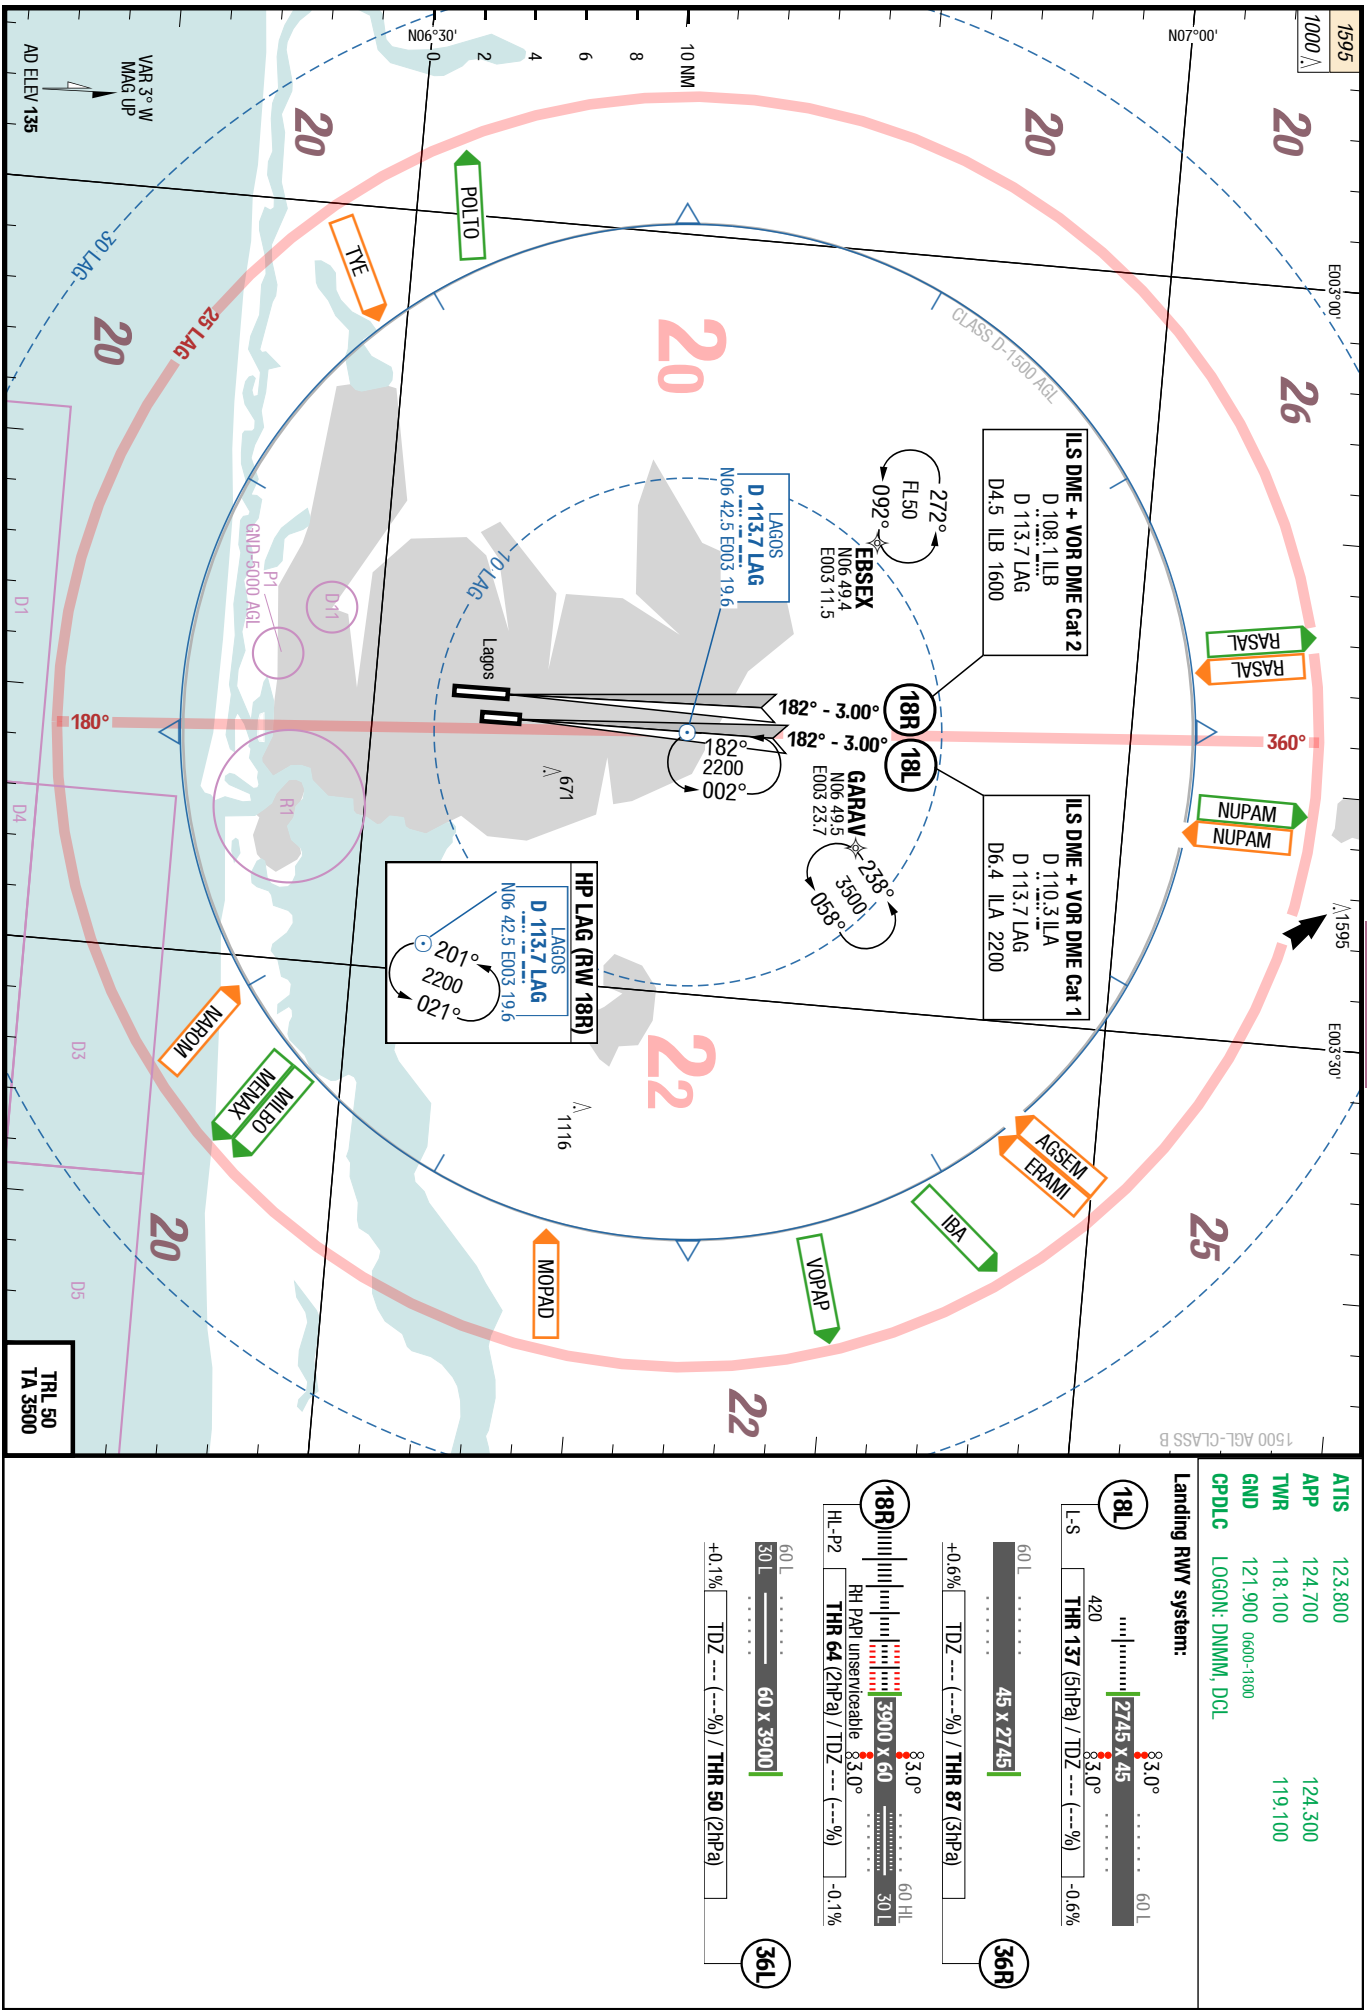 1595
1000
N07°00'
N06°30'
10 NM
8
6
4
2
0
VAR 3° W
MAG UP
AD ELEV 135
20
20
20
26
20
E003°00'
POLTO
TYE
30 LAG
25 LAG
20
CLASS D-1500 AGL
ILS DME + VOR DME Cat 2
D 108.1 ILB
D 113.7 LAG
D4.5 ILB 1600
272°
FL50
092°
EBSEX
N06 49.4
E003 11.5
LAGOS
D 113.7 LAG
N06 42.5 E003 19.6
10 LAG
GND-5000 AGL
P1
D11
D1
Lagos
RASAL
RASAL
18R
182° - 3.00°
18L
182° - 3.00°
360°
180°
182°
2200
002°
GARAV
N06 49.5
E003 23.7
238°
3500
058°
ILS DME + VOR DME Cat 1
D 110.3 ILA
D 113.7 LAG
D6.4 ILA 2200
NUPAM
NUPAM
1595
671
R1
D4
HP LAG (RW 18R)
LAGOS
D 113.7 LAG
N06 42.5 E003 19.6
201°
2200
021°
E003°30'
22
1116
NAROM
MENAX
MILBO
D3
AGSEM
ERAMI
IBA
VOPAP
MOPAD
25
20
22
D5
1500 AGL-CLASS B
TRL 50
TA 3500
ATIS 123.800
APP 124.700 124.300
TWR 118.100 119.100
GND 121.900 0600-1800
CPDLC LOGON: DNMM, DCL
Landing RWY system:
18L
420
2745 x 45
3.0°
3.0°
60 L
L-S
THR 137 (5hPa) / TDZ --- (---%)
-0.6%
60 L
45 x 2745
+0.6%
TDZ --- (---%) / THR 87 (3hPa)
36R
18R
3900 x 60
3.0°
3.0°
60 HL
30 L
RH PAPI unserviceable
HL-P2
THR 64 (2hPa) / TDZ --- (---%)
-0.1%
60 L
30 L
60 x 3900
+0.1%
TDZ --- (---%) / THR 50 (2hPa)
36L